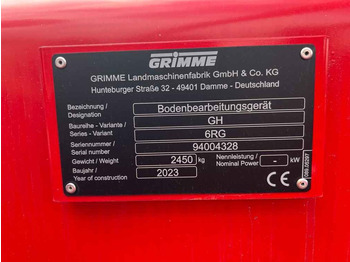 GRIMME
GRIMME Landmaschinenfabrik GmbH & Co. KG
Hunteburger Straße 32 - 49401 Damme - Deutschland
Bezeichnung / Designation Bodenbearbeitungsgerät
Baureihe - Variante / GH
Series - Variant 6RG
Seriennummer / Serial number 94004328
Gewicht / Weight 2450 kg Nennleistung / Nominal Power - kW
Baujahr / Year of construction 2023